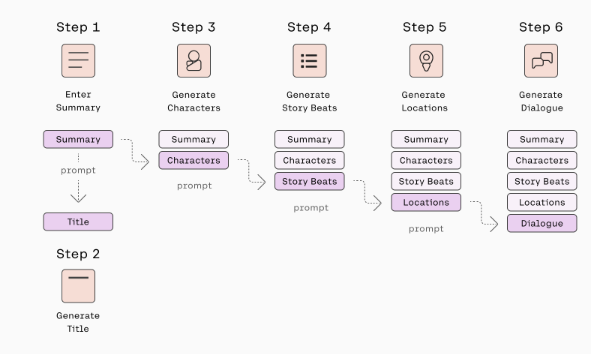 Step 1
Step 3
Step 4
Step 5
Step 6
Enter
Summary
Generate
Characters
Generate
Story Beats
Generate
Locations
Generate
Dialogue
Summary
prompt
Title
Summary
Characters
prompt
Summary
Characters
Story Beats
prompt
Summary
Characters
Story Beats
Locations
prompt
Summary
Characters
Story Beats
Locations
Dialogue
Step 2
Generate
Title